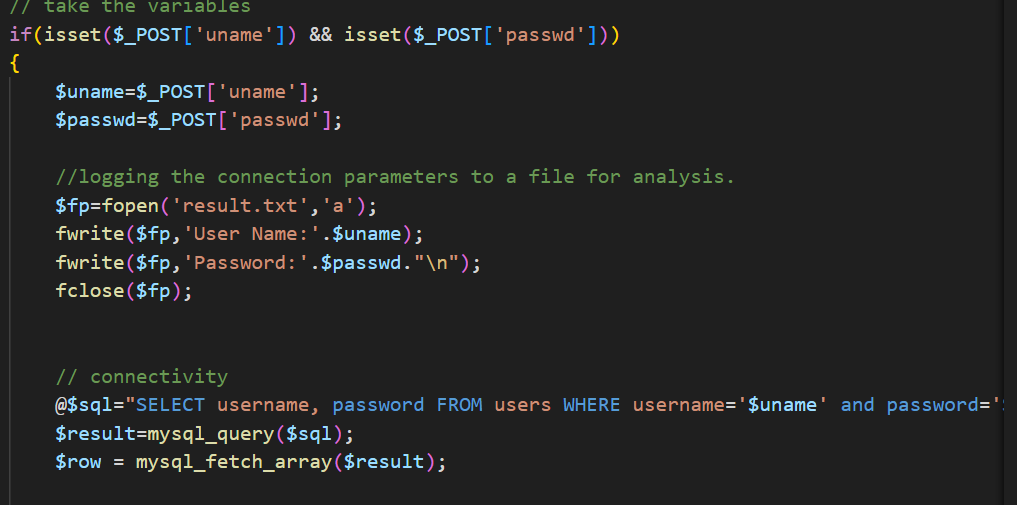 // take the variables
if(isset($_POST['uname']) && isset($_POST['passwd']))
{
$uname=$_POST['uname'];
$passwd=$_POST['passwd'];
//logging the connection parameters to a file for analysis.
$fp=fopen('result.txt','a');
fwrite($fp,'User Name:'.$uname);
fwrite($fp,'Password:'.$passwd."\n");
fclose($fp);
// connectivity
@$sql="SELECT username, password FROM users WHERE username='$uname' and password='
$result=mysql_query($sql);
$row = mysql_fetch_array($result);